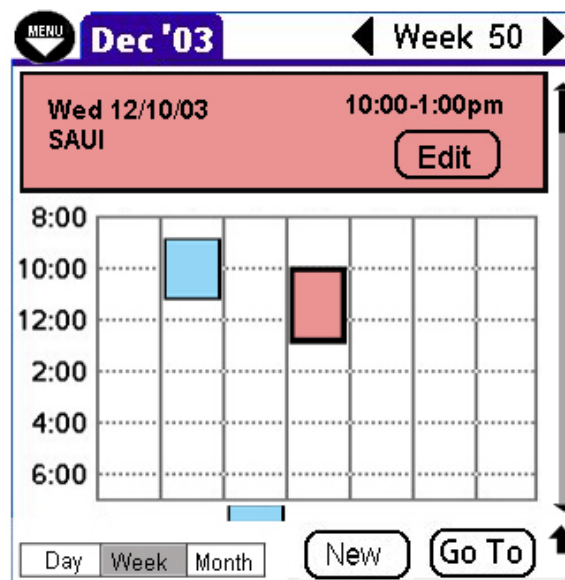 MENU
Dec '03
Week 50
Wed 12/10/03
10:00-1:00pm
SAUI
Edit
8:00
10:00
12:00
2:00
4:00
6:00
Day Week Month
New
Go To